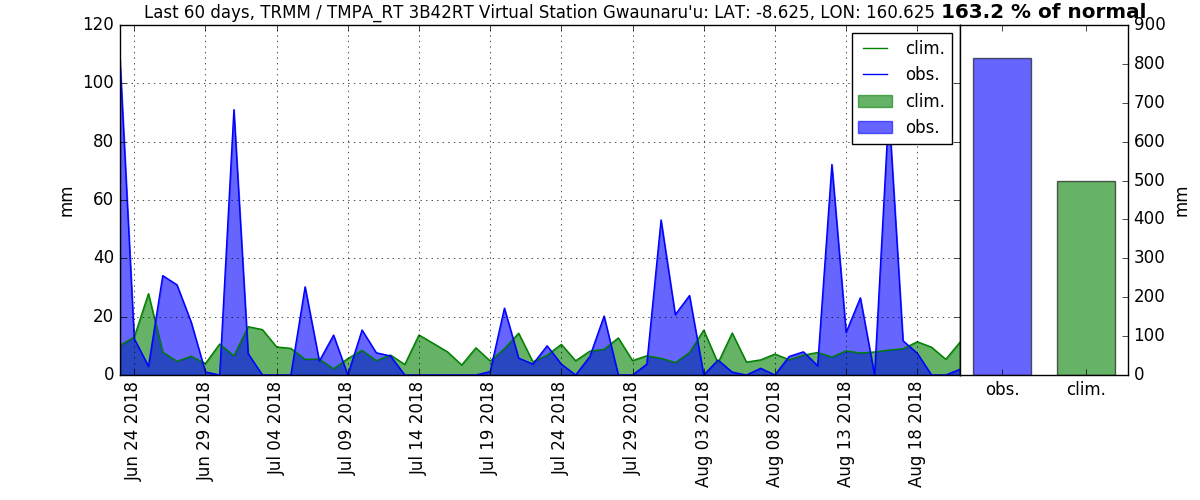 Last 60 days, TRMM / TMPA_RT 3B42RT Virtual Station Gwaunaru'u: LAT: -8.625, LON: 160.625 163.2 % of normal
120
100
80
60
40
20
0
mm
clim.
obs.
clim.
obs.
Jun 24 2018
Jun 29 2018
Jul 04 2018
Jul 09 2018
Jul 14 2018
Jul 19 2018
Jul 24 2018
Jul 29 2018
Aug 03 2018
Aug 08 2018
Aug 13 2018
Aug 18 2018
900
800
700
600
500
400
300
200
100
0
mm
obs.
clim.